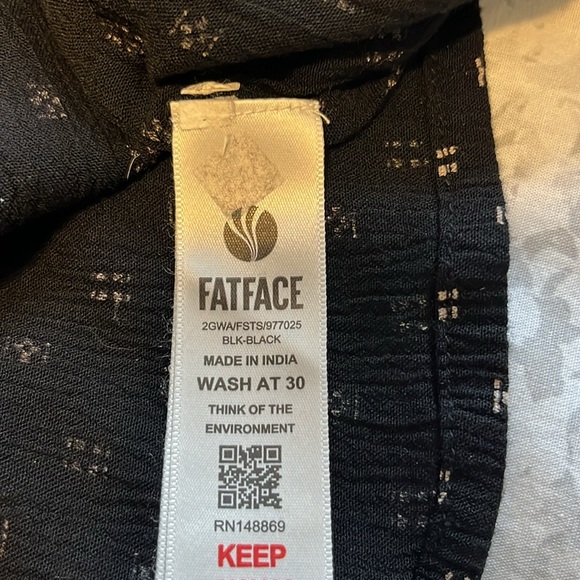 FATFACE
2GWA/FSTS/977025
BLK-BLACK
MADE IN INDIA
WASH AT 30
THINK OF THE
ENVIRONMENT
RN148869
KEEP